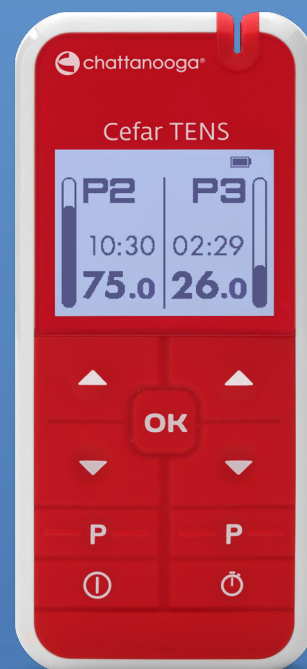 chattanooga®
Cefar TENS
P2 P3
10:30 02:29
75.0 26.0
OK
P P